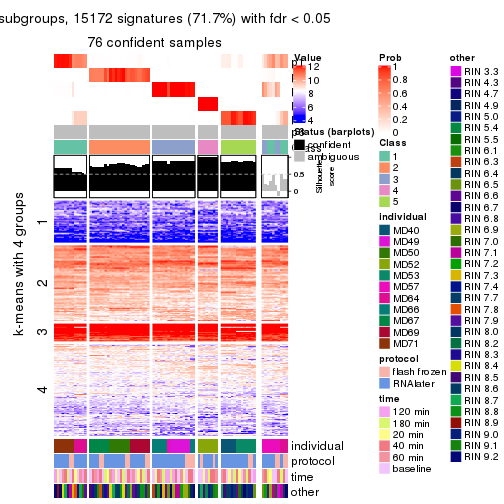 subgroups, 15172 signatures (71.7%) with fdr < 0.05
76 confident samples
k-means with 4 groups
1
2
3
4
Value
12
10
8
6
4
Status (barplots)
confident
ambiguous
1
0.5
0
Silhouette
score
individual
protocol
time
other
Prob
1
0.8
0.6
0.4
0.2
0
Class
1
2
3
4
5
individual
MD40
MD49
MD50
MD52
MD53
MD57
MD64
MD66
MD67
MD69
MD71
protocol
flash frozen
RNAlater
time
120 min
180 min
20 min
40 min
60 min
baseline
other
RIN 3.3
RIN 4.3
RIN 4.7
RIN 4.9
RIN 5.0
RIN 5.4
RIN 5.5
RIN 6.1
RIN 6.3
RIN 6.4
RIN 6.5
RIN 6.6
RIN 6.7
RIN 6.8
RIN 6.9
RIN 7.0
RIN 7.1
RIN 7.2
RIN 7.3
RIN 7.4
RIN 7.7
RIN 7.8
RIN 7.9
RIN 8.0
RIN 8.2
RIN 8.3
RIN 8.4
RIN 8.5
RIN 8.6
RIN 8.7
RIN 8.8
RIN 8.9
RIN 9.0
RIN 9.1
RIN 9.2